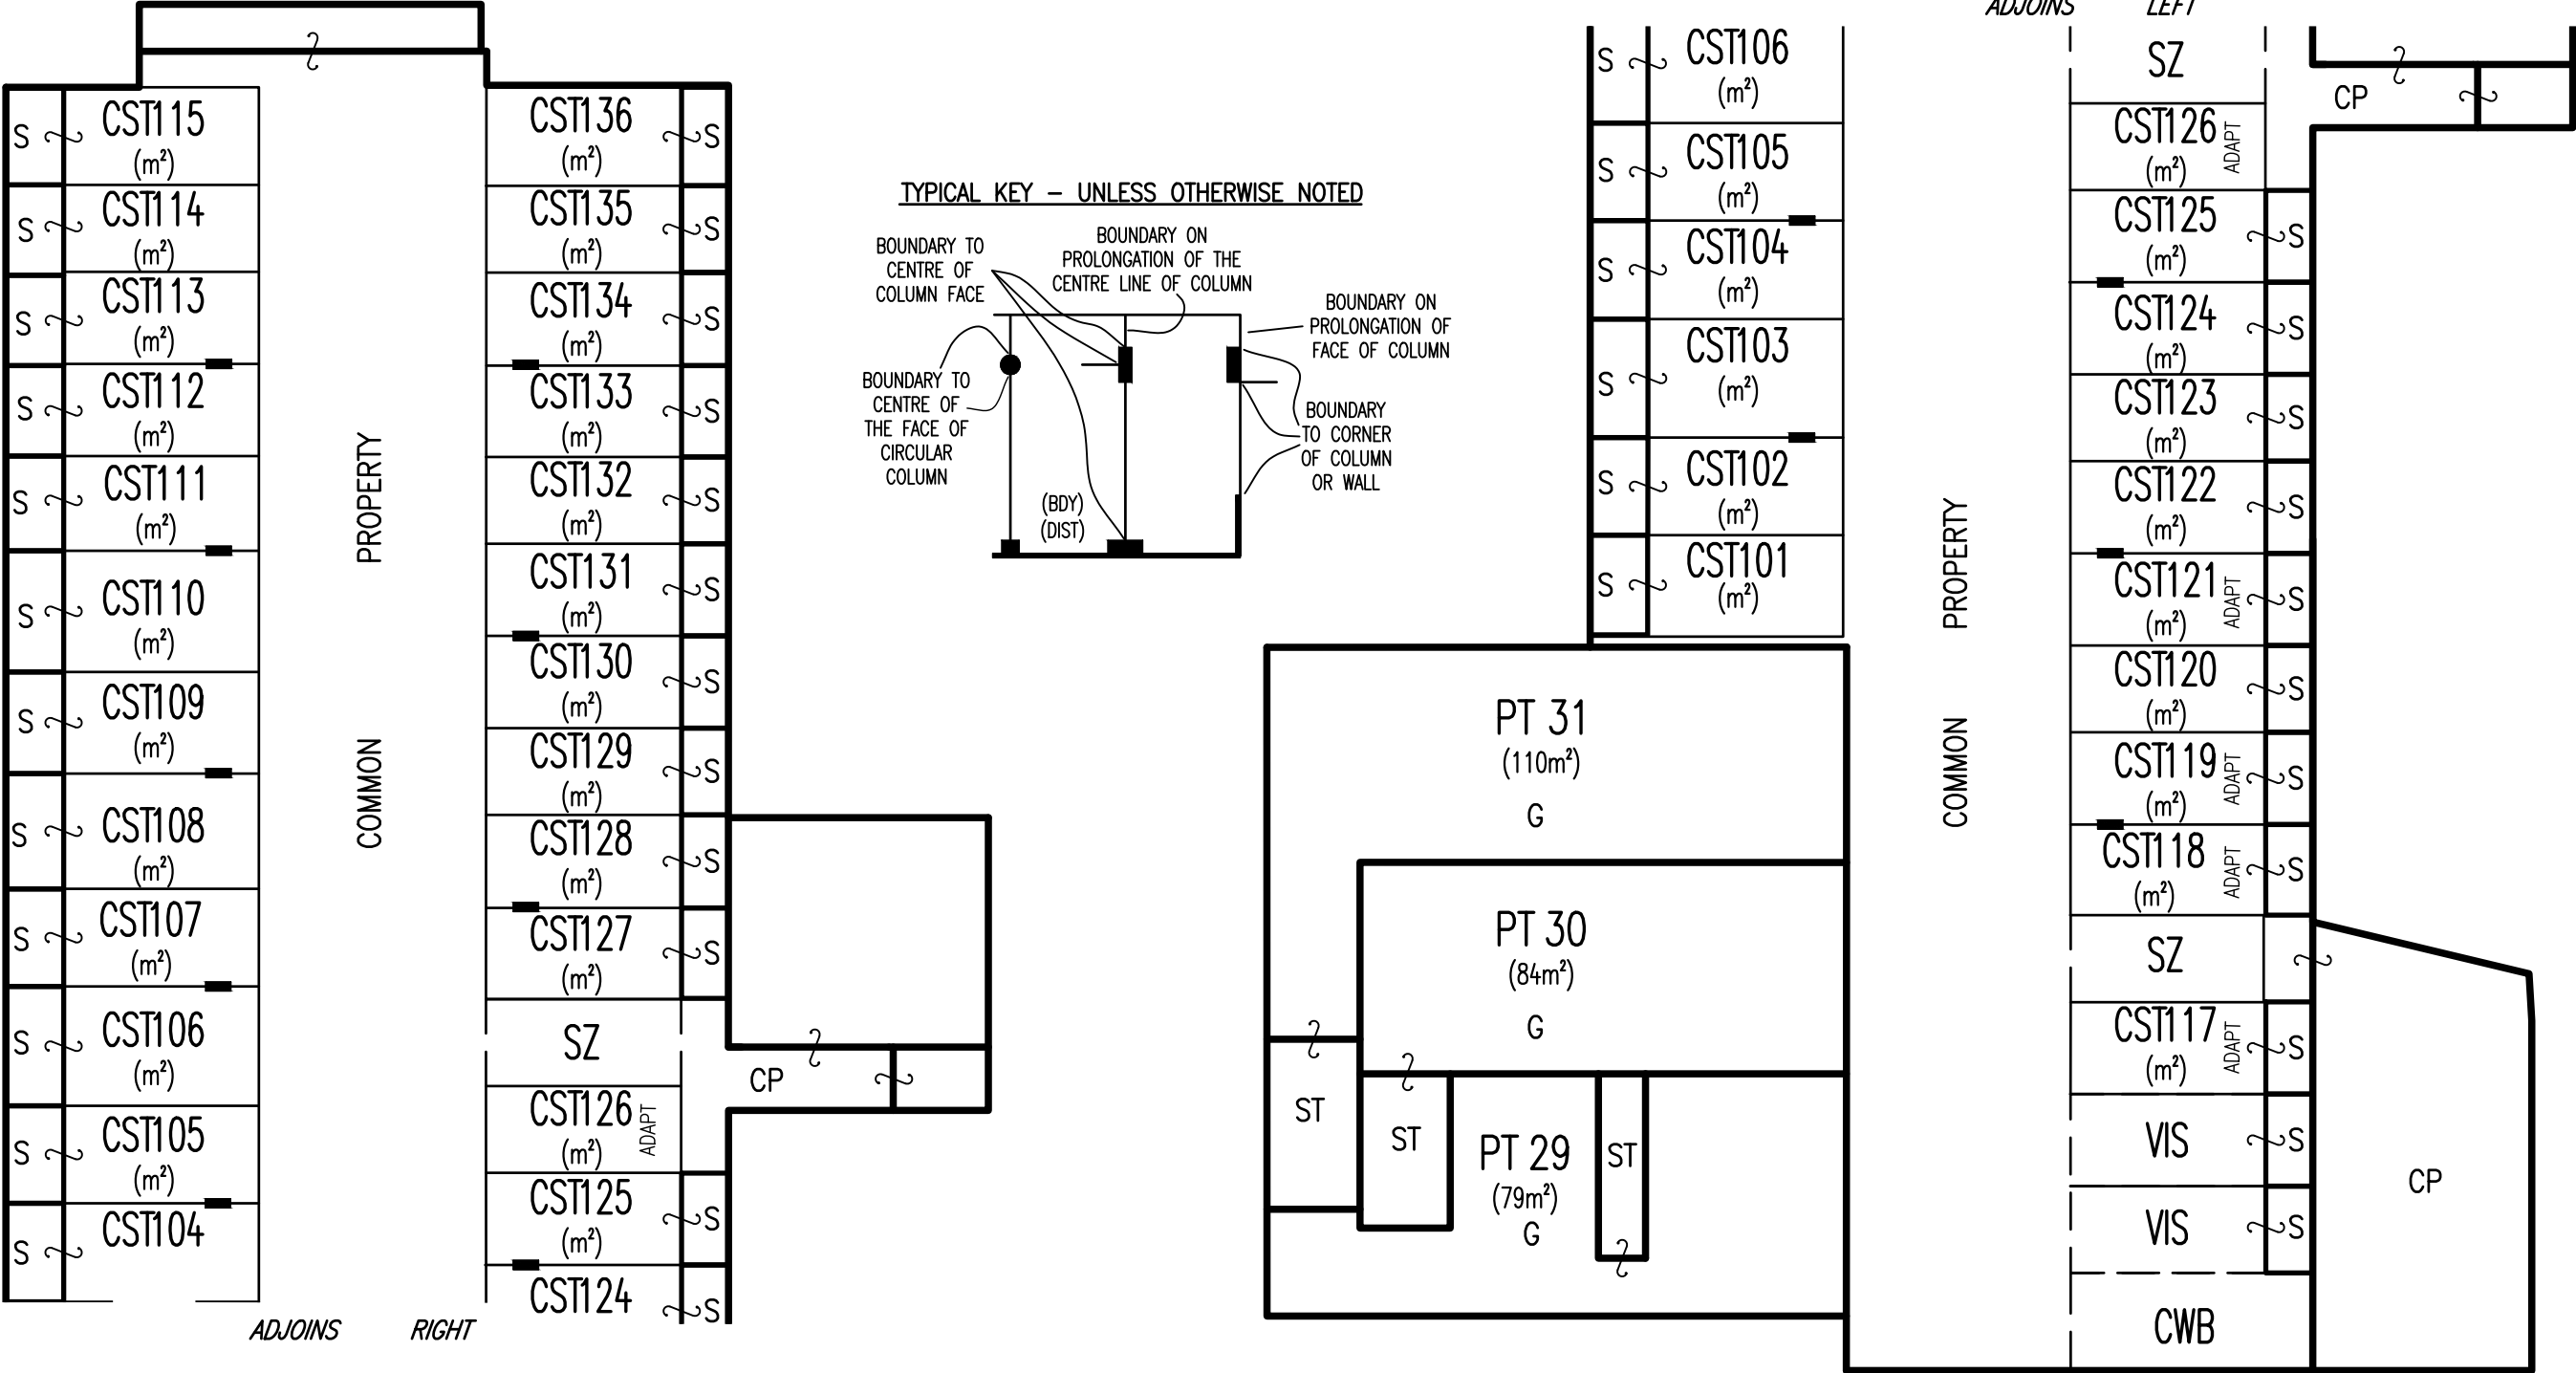 S CST115
(m²)
S CST114
(m²)
S CST113
(m²)
S CST112
(m²)
S CST111
(m²)
S CST110
(m²)
S CST109
(m²)
S CST108
(m²)
S CST107
(m²)
S CST106
(m²)
S CST105
(m²)
S CST104
COMMON PROPERTY
CST136 S
(m²)
CST135 S
(m²)
CST134 S
(m²)
CST133 S
(m²)
CST132 S
(m²)
CST131 S
(m²)
CST130 S
(m²)
CST129 S
(m²)
CST128 S
(m²)
CST127 S
(m²)
SZ
CP
CST126
(m²)
ADAPT
CST125 S
(m²)
CST124 S
ADJOINS RIGHT
TYPICAL KEY – UNLESS OTHERWISE NOTED
BOUNDARY TO
CENTRE OF
COLUMN FACE
BOUNDARY ON
PROLONGATION OF THE
CENTRE LINE OF COLUMN
BOUNDARY ON
PROLONGATION OF
FACE OF COLUMN
BOUNDARY TO
CENTRE OF
THE FACE OF
CIRCULAR
COLUMN
BOUNDARY
TO CORNER
OF COLUMN
OR WALL
(BDY)
(DIST)
ADJOINS LEFT
S CST106
(m²)
S CST105
(m²)
S CST104
(m²)
S CST103
(m²)
S CST102
(m²)
S CST101
(m²)
PT 31
(110m²)
G
PT 30
(84m²)
G
ST
ST
PT 29
(79m²)
G
ST
COMMON PROPERTY
SZ
CP
CST126
(m²)
ADAPT
CST125 S
(m²)
CST124 S
(m²)
CST123 S
(m²)
CST122 S
(m²)
CST121 ADAPT S
(m²)
CST120 S
(m²)
CST119 ADAPT S
(m²)
CST118 ADAPT S
(m²)
SZ
CST117 ADAPT S
(m²)
VIS S
VIS S
CWB
CP